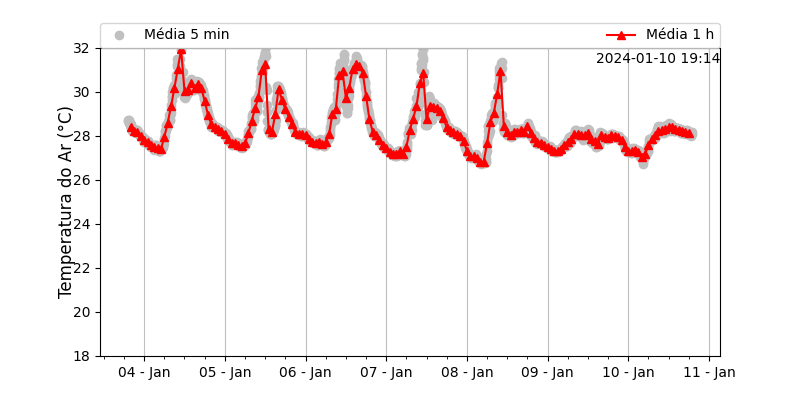 Média 5 min
Média 1 h
2024-01-10 19:14
Temperatura do Ar (°C)
32
30
28
26
24
22
20
18
04 - Jan
05 - Jan
06 - Jan
07 - Jan
08 - Jan
09 - Jan
10 - Jan
11 - Jan